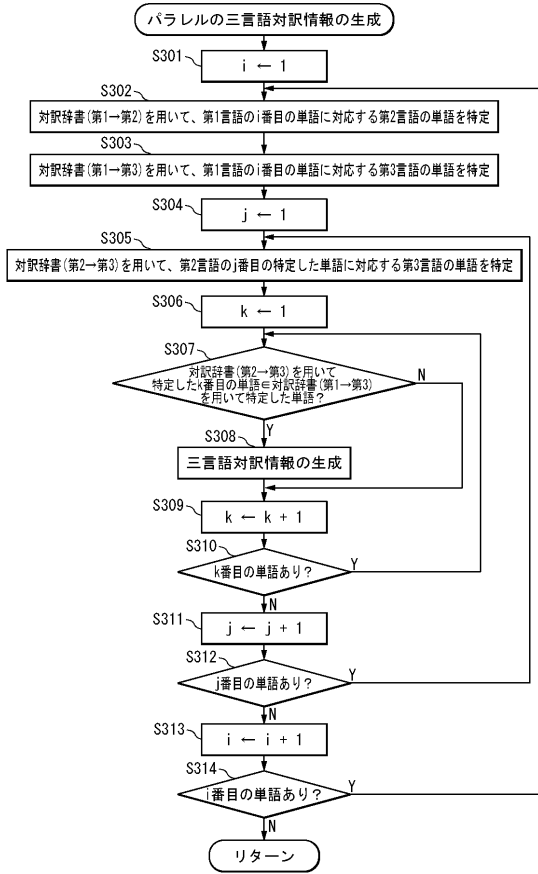 パラレルの三言語対訳情報の生成
S301
i ← 1
S302
対訳辞書(第1→第2)を用いて、第1言語のi番目の単語に対応する第2言語の単語を特定
S303
対訳辞書(第1→第3)を用いて、第1言語のi番目の単語に対応する第3言語の単語を特定
S304
j ← 1
S305
対訳辞書(第2→第3)を用いて、第2言語のj番目の特定した単語に対応する第3言語の単語を特定
S306
k ← 1
S307
対訳辞書(第2→第3)を用いて
特定したk番目の単語∈対訳辞書(第1→第3)
を用いて特定した単語?
N
Y
S308
三言語対訳情報の生成
S309
k ← k + 1
S310
k番目の単語あり?
Y
N
S311
j ← j + 1
S312
j番目の単語あり?
Y
N
S313
i ← i + 1
S314
i番目の単語あり?
Y
N
リターン